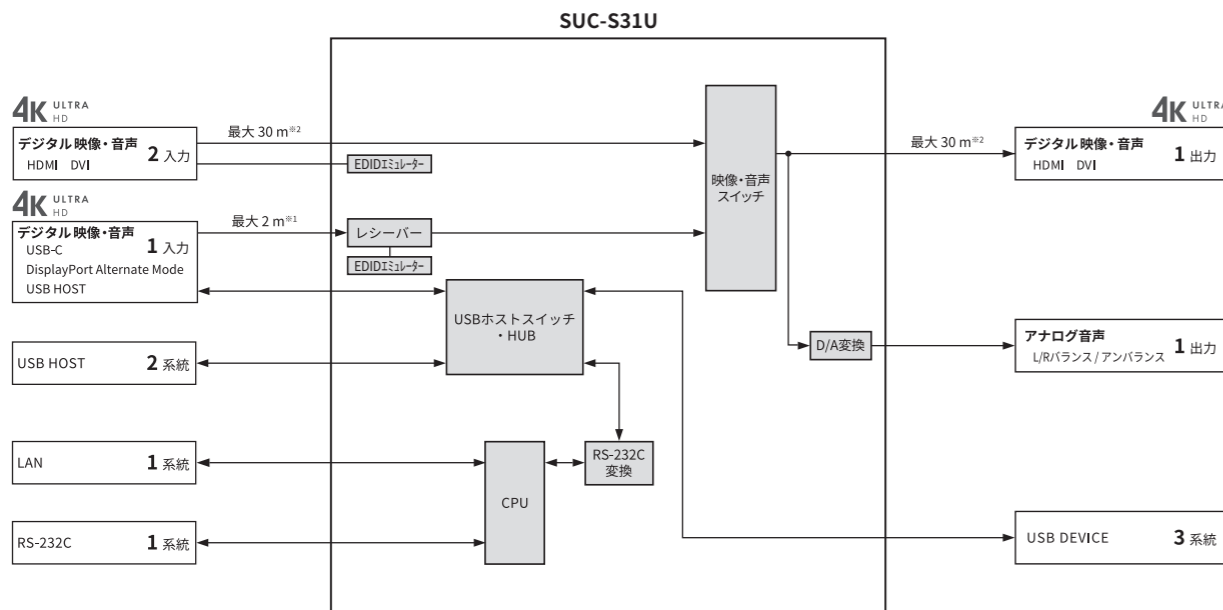 SUC-S31U
4K ULTRA HD
デジタル映像・音声 2 入力
HDMI DVI
最大 30 m※2
EDIDエミュレーター
4K ULTRA HD
デジタル映像・音声 1 入力
USB-C
DisplayPort Alternate Mode
USB HOST
最大 2 m※1
レシーバー
EDIDエミュレーター
USB HOST 2 系統
LAN 1 系統
RS-232C 1 系統
USBホストスイッチ
・HUB
CPU
RS-232C
変換
映像・音声
スイッチ
D/A変換
最大 30 m※2
4K ULTRA HD
デジタル映像・音声 1 出力
HDMI DVI
アナログ音声 1 出力
L/Rバランス / アンバランス
USB DEVICE 3 系統